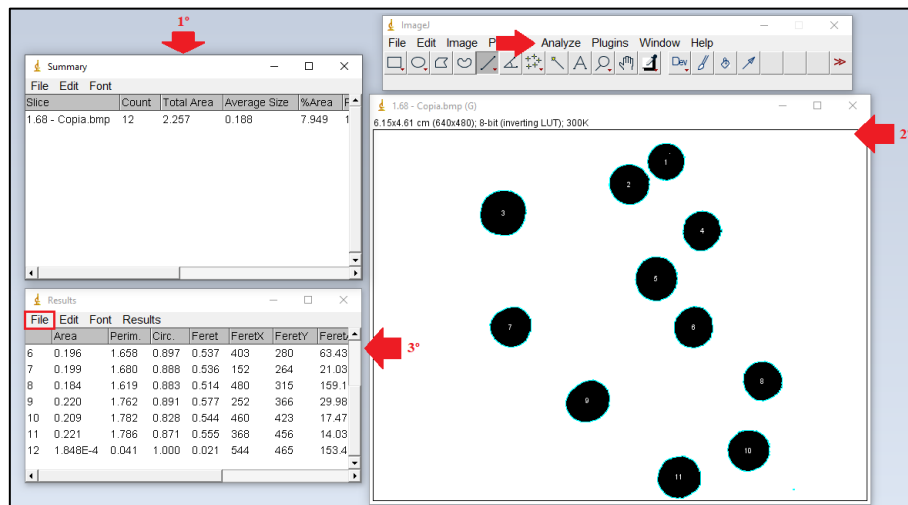 1º
Summary
File Edit Font
Slice Count Total Area Average Size %Area
1.68 - Copia.bmp 12 2.257 0.188 7.949
Results
File Edit Font Results
Area Perim. Circ. Feret FeretX FeretY
6 0.196 1.658 0.897 0.537 403 280 63.43
7 0.199 1.680 0.888 0.536 152 264 21.03
8 0.184 1.619 0.883 0.514 480 315 159.1
9 0.220 1.762 0.891 0.577 252 366 29.98
10 0.209 1.782 0.828 0.544 460 423 17.47
11 0.221 1.786 0.871 0.555 368 456 14.03
12 1.848E-4 0.041 1.000 0.021 544 465 153.4
3º
ImageJ
File Edit Image P Analyze Plugins Window Help
A Dev
1.68 - Copia.bmp (G)
6.15x4.61 cm (640x480); 8-bit (inverting LUT); 300K
2
1
2
3
4
5
6
7
8
9
10
11